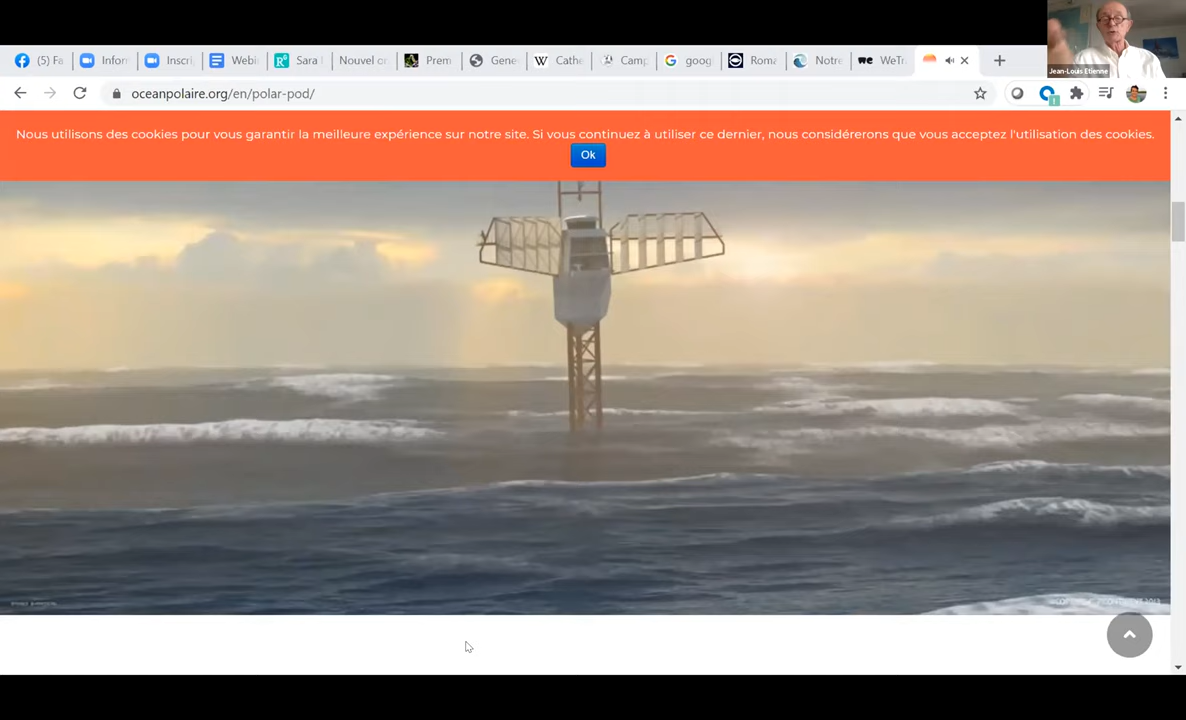 Jean-Louis Etienne
(5) Fa
Inform
Inscri
Webi
Sara
Nouvel on
Prem
Gene
Cathe
Camp
goog
Roma
Notre
WeTr
oceanpolaire.org/en/polar-pod/
Nous utilisons des cookies pour vous garantir la meilleure expérience sur notre site. Si vous continuez à utiliser ce dernier, nous considérerons que vous acceptez l'utilisation des cookies.
Ok